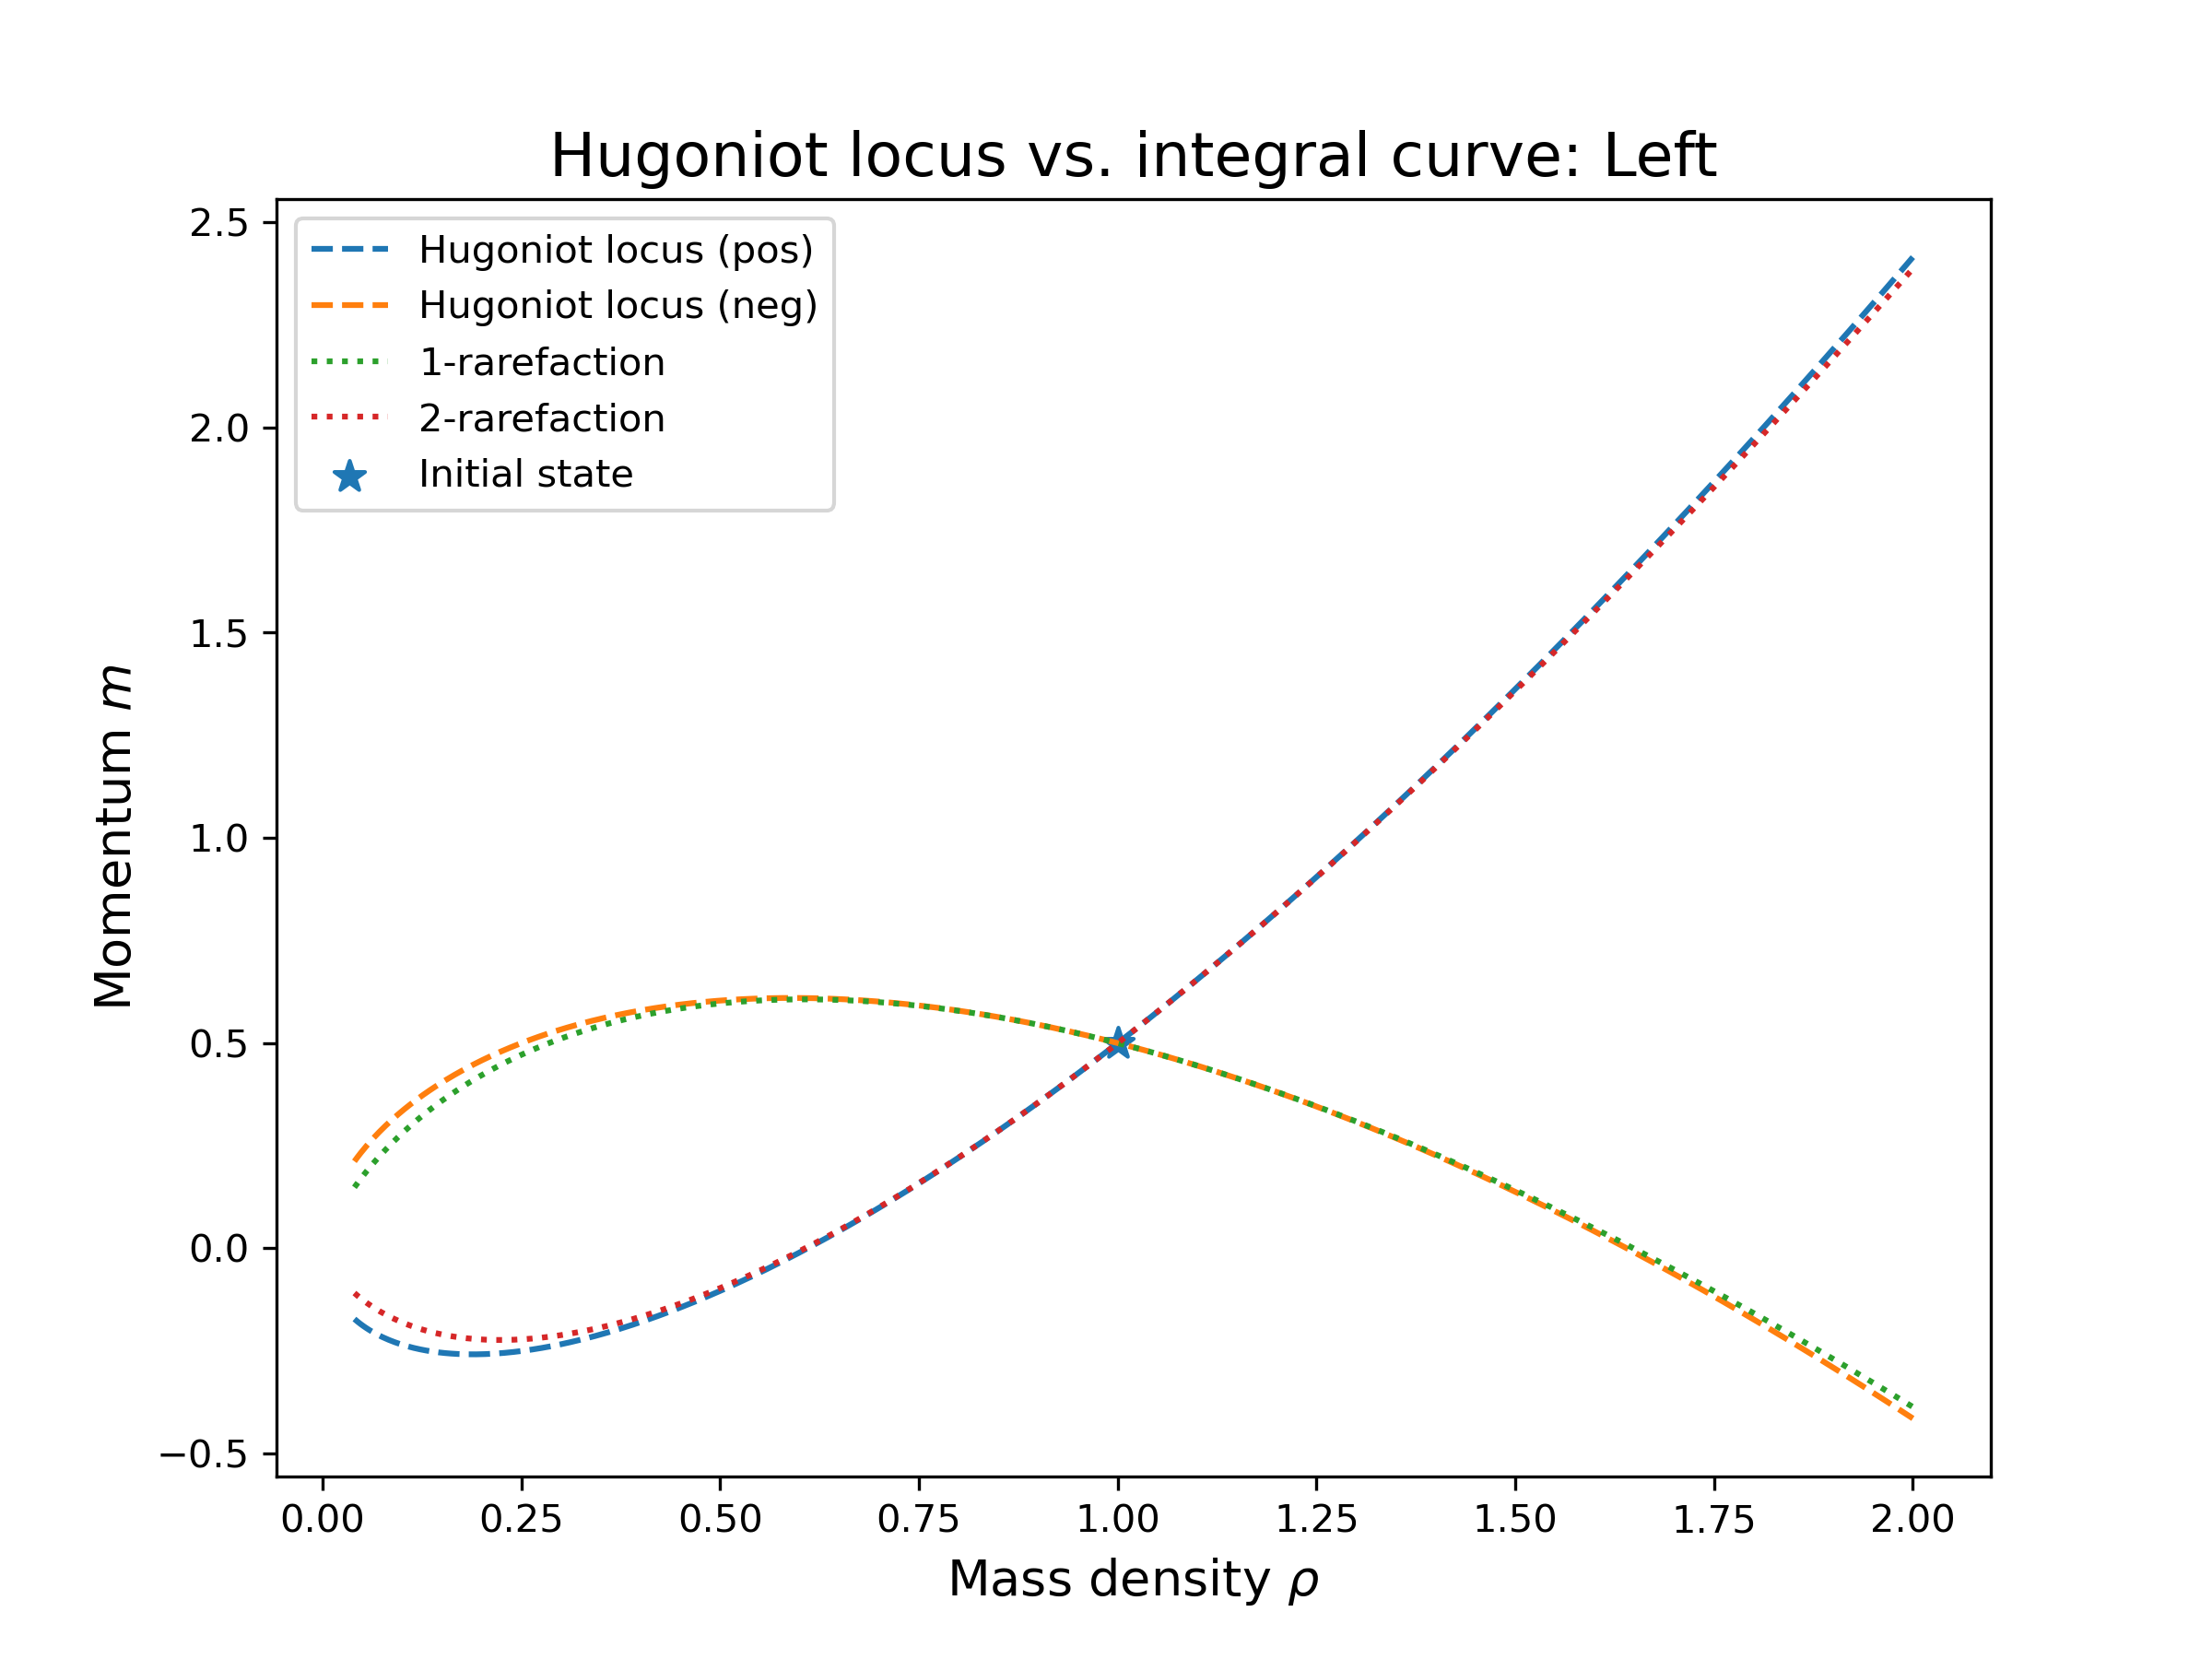 Hugoniot locus vs. integral curve: Left
2.5
2.0
1.5
1.0
0.5
0.0
−0.5
Momentum m
Hugoniot locus (pos)
Hugoniot locus (neg)
1-rarefaction
2-rarefaction
Initial state
0.00 0.25 0.50 0.75 1.00 1.25 1.50 1.75 2.00
Mass density ρ